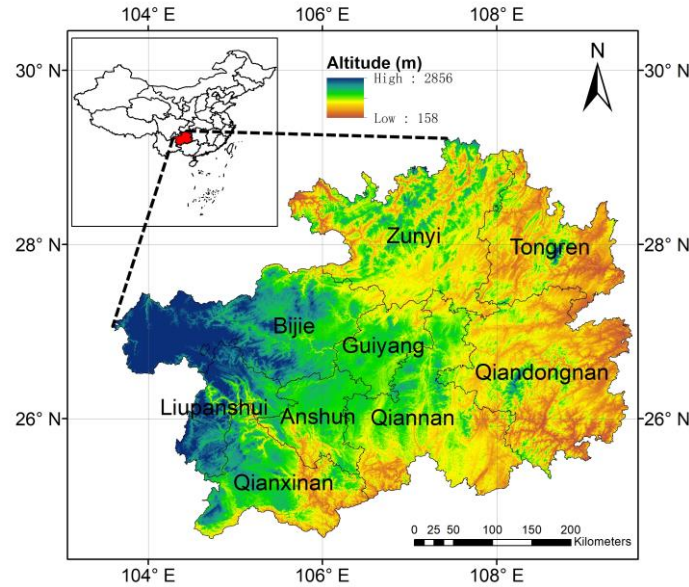 104° E 106° E 108° E
30° N 30° N
Altitude (m)
High : 2856
Low : 158
N
28° N 28° N
Zunyi
Tongren
Bijie
Guiyang
Qiandongnan
Liupanshui
Anshun
Qiannan
26° N 26° N
Qianxinan
0 25 50 100 150 200
Kilometers
104° E 106° E 108° E